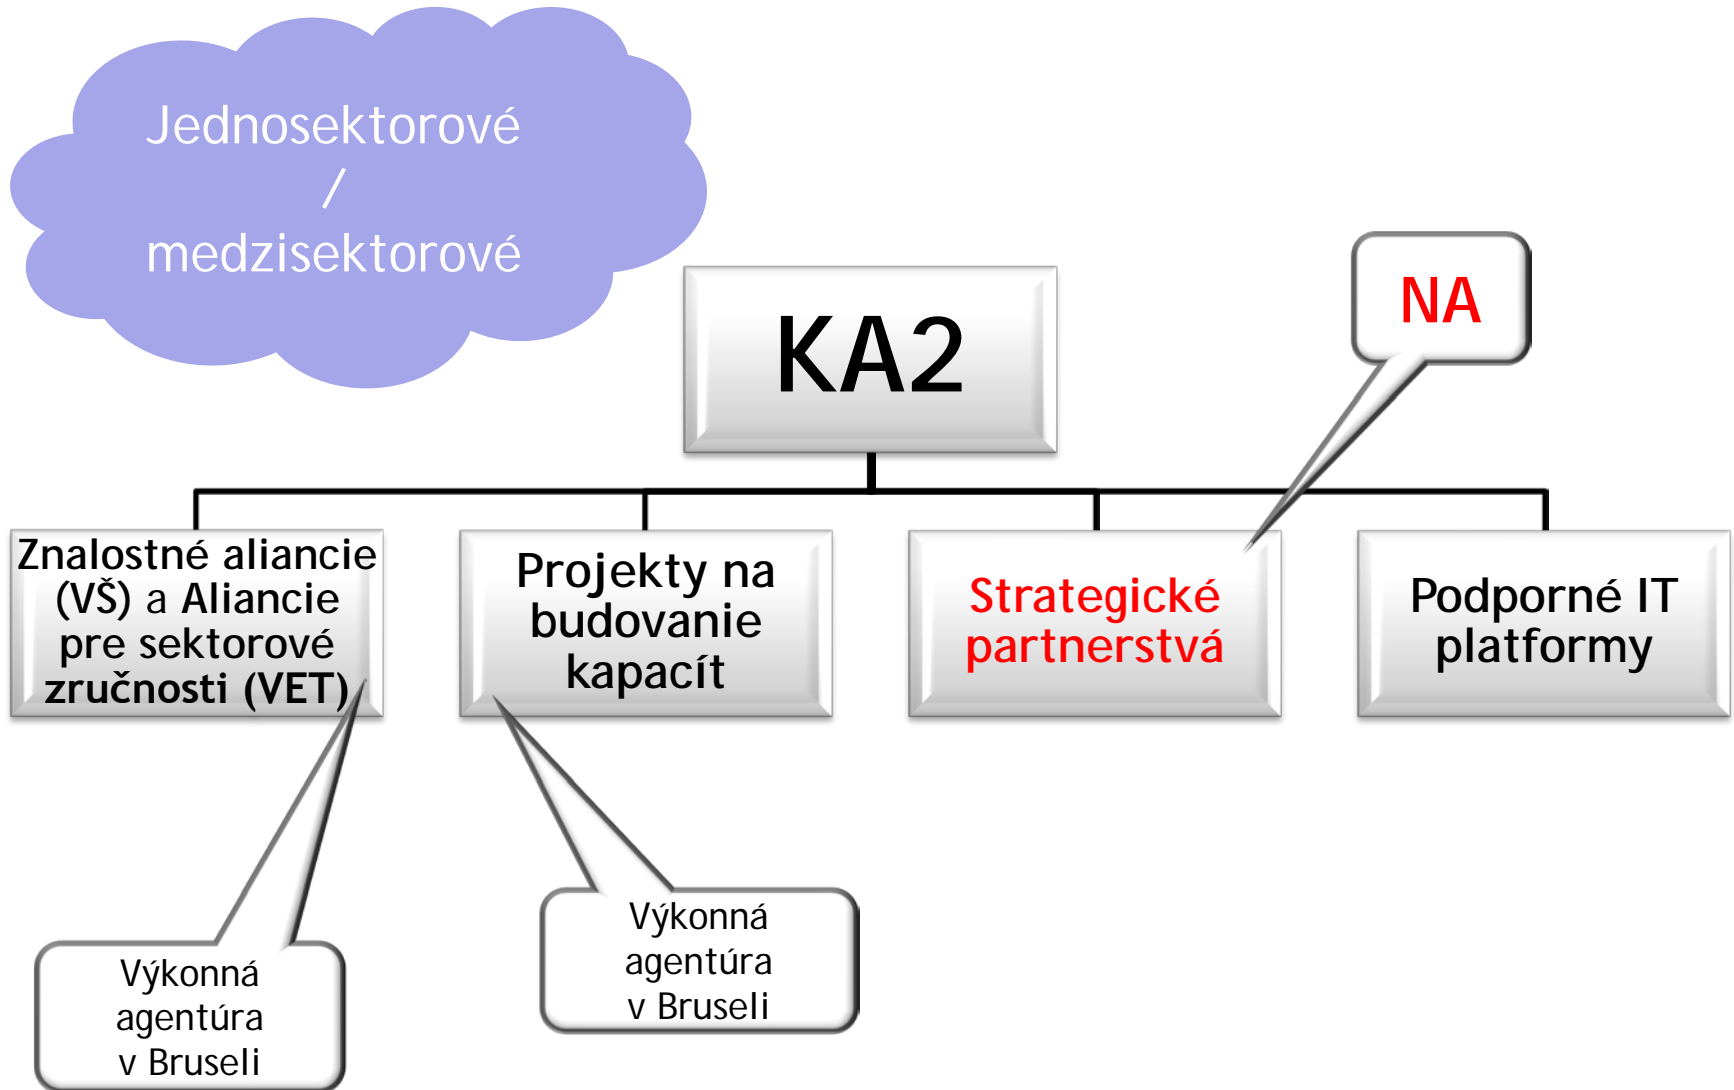 Jednosektorové
/
medzisektorové
KA2
NA
Znalostné aliancie
(VŠ) a Aliancie
pre sektorové
zručnosti (VET)
Projekty na
budovanie
kapacít
Strategické
partnerstvá
Podporné IT
platformy
Výkonná
agentúra
v Bruseli
Výkonná
agentúra
v Bruseli